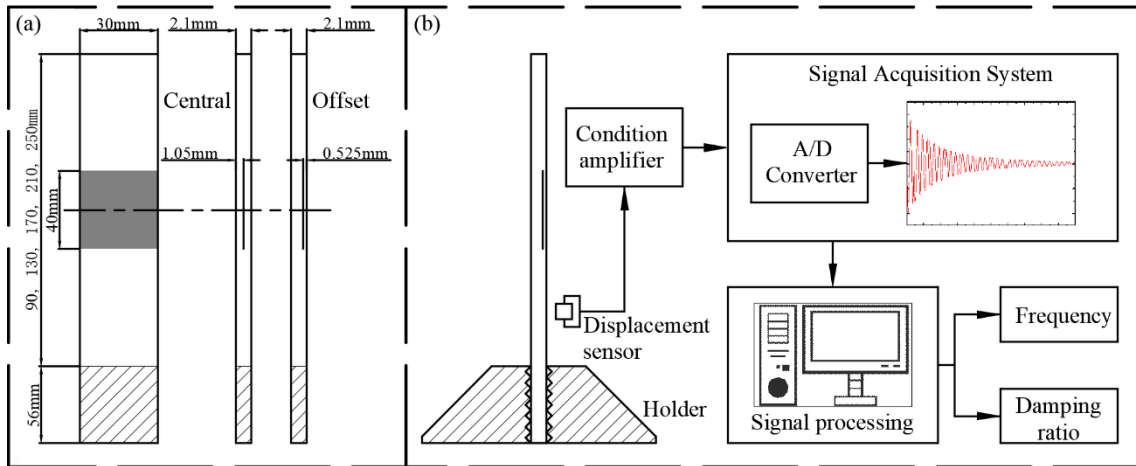 (a)
30mm
2.1mm
2.1mm
Central
Offset
1.05mm
0.525mm
40mm
90, 130, 170, 210, 250mm
56mm
(b)
Signal Acquisition System
Condition
amplifier
A/D
Converter
Displacement
sensor
Holder
Signal processing
Frequency
Damping
ratio